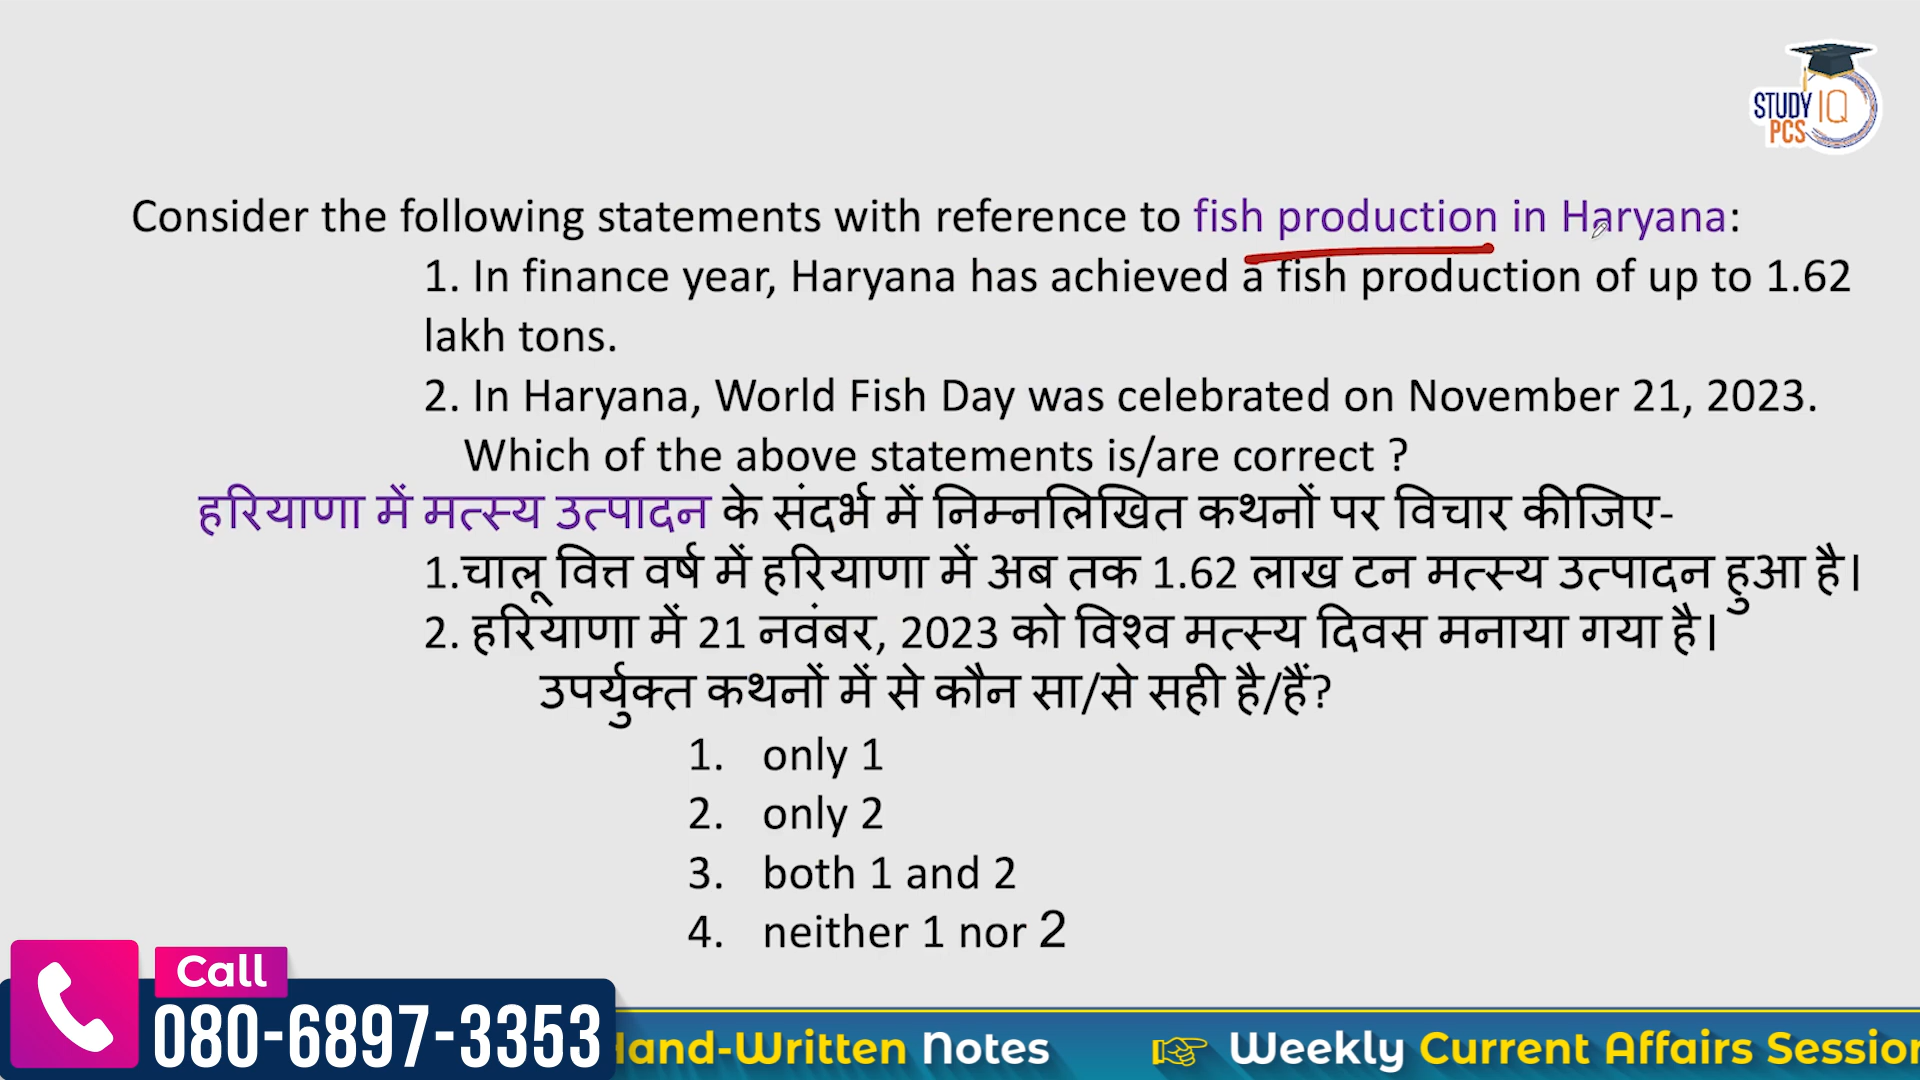 STUDY IQ
PCS
Consider the following statements with reference to fish production in Haryana:
1. In finance year, Haryana has achieved a fish production of up to 1.62
lakh tons.
2. In Haryana, World Fish Day was celebrated on November 21, 2023.
Which of the above statements is/are correct ?
हरियाणा में मत्स्य उत्पादन के संदर्भ में निम्नलिखित कथनों पर विचार कीजिए-
1.चालू वित्त वर्ष में हरियाणा में अब तक 1.62 लाख टन मत्स्य उत्पादन हुआ है।
2. हरियाणा में 21 नवंबर, 2023 को विश्व मत्स्य दिवस मनाया गया है।
उपर्युक्त कथनों में से कौन सा/से सही है/हैं?
1. only 1
2. only 2
3. both 1 and 2
4. neither 1 nor 2
Call
080-6897-3353
Hand-Written Notes Weekly Current Affairs Session